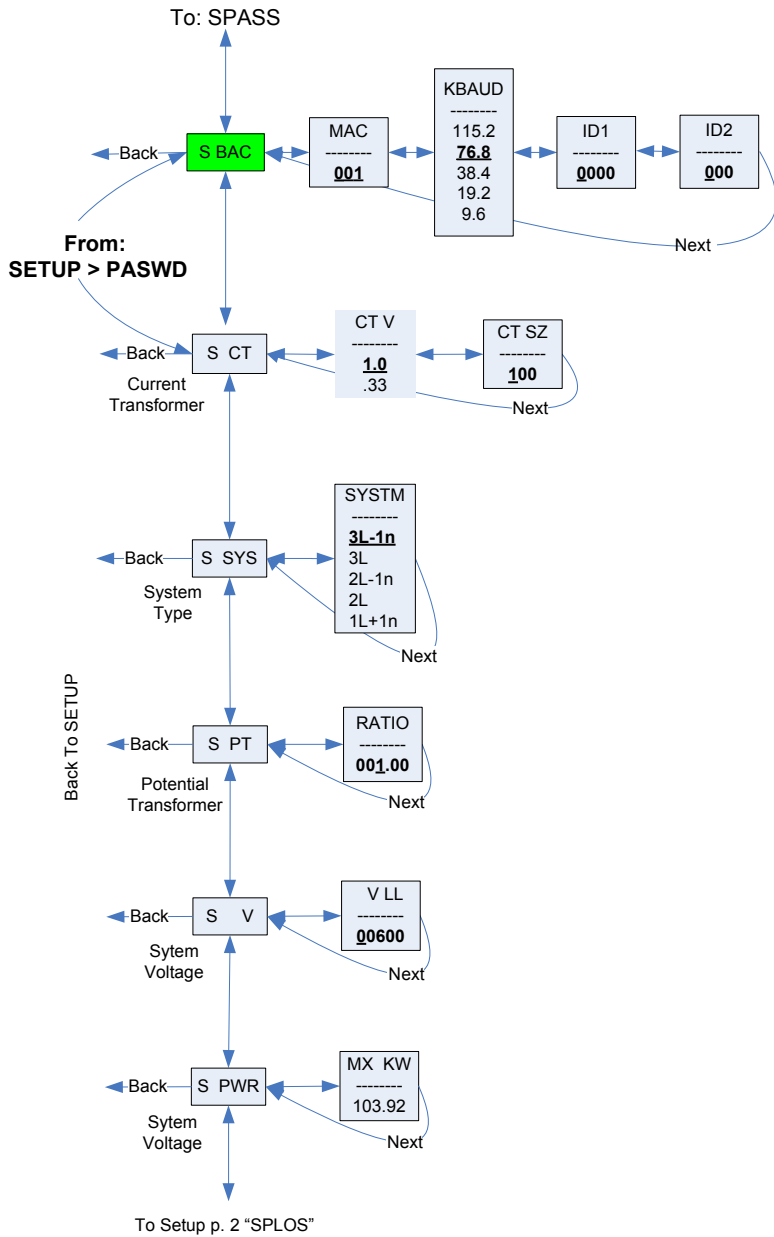 To: SPASS
Back
S BAC
MAC
--------
001
KBAUD
--------
115.2
76.8
38.4
19.2
9.6
ID1
--------
0000
ID2
--------
000
Next
From:
SETUP > PASWD
Back
S CT
Current
Transformer
CT V
--------
1.0
.33
CT SZ
--------
100
Next
Back
S SYS
System
Type
SYSTM
--------
3L-1n
3L
2L-1n
2L
1L+1n
Next
Back To SETUP
Back
S PT
Potential
Transformer
RATIO
--------
001.00
Next
Back
S V
Sytem
Voltage
V LL
--------
00600
Next
Back
S PWR
Sytem
Voltage
MX KW
--------
103.92
Next
To Setup p. 2 “SPLOS”